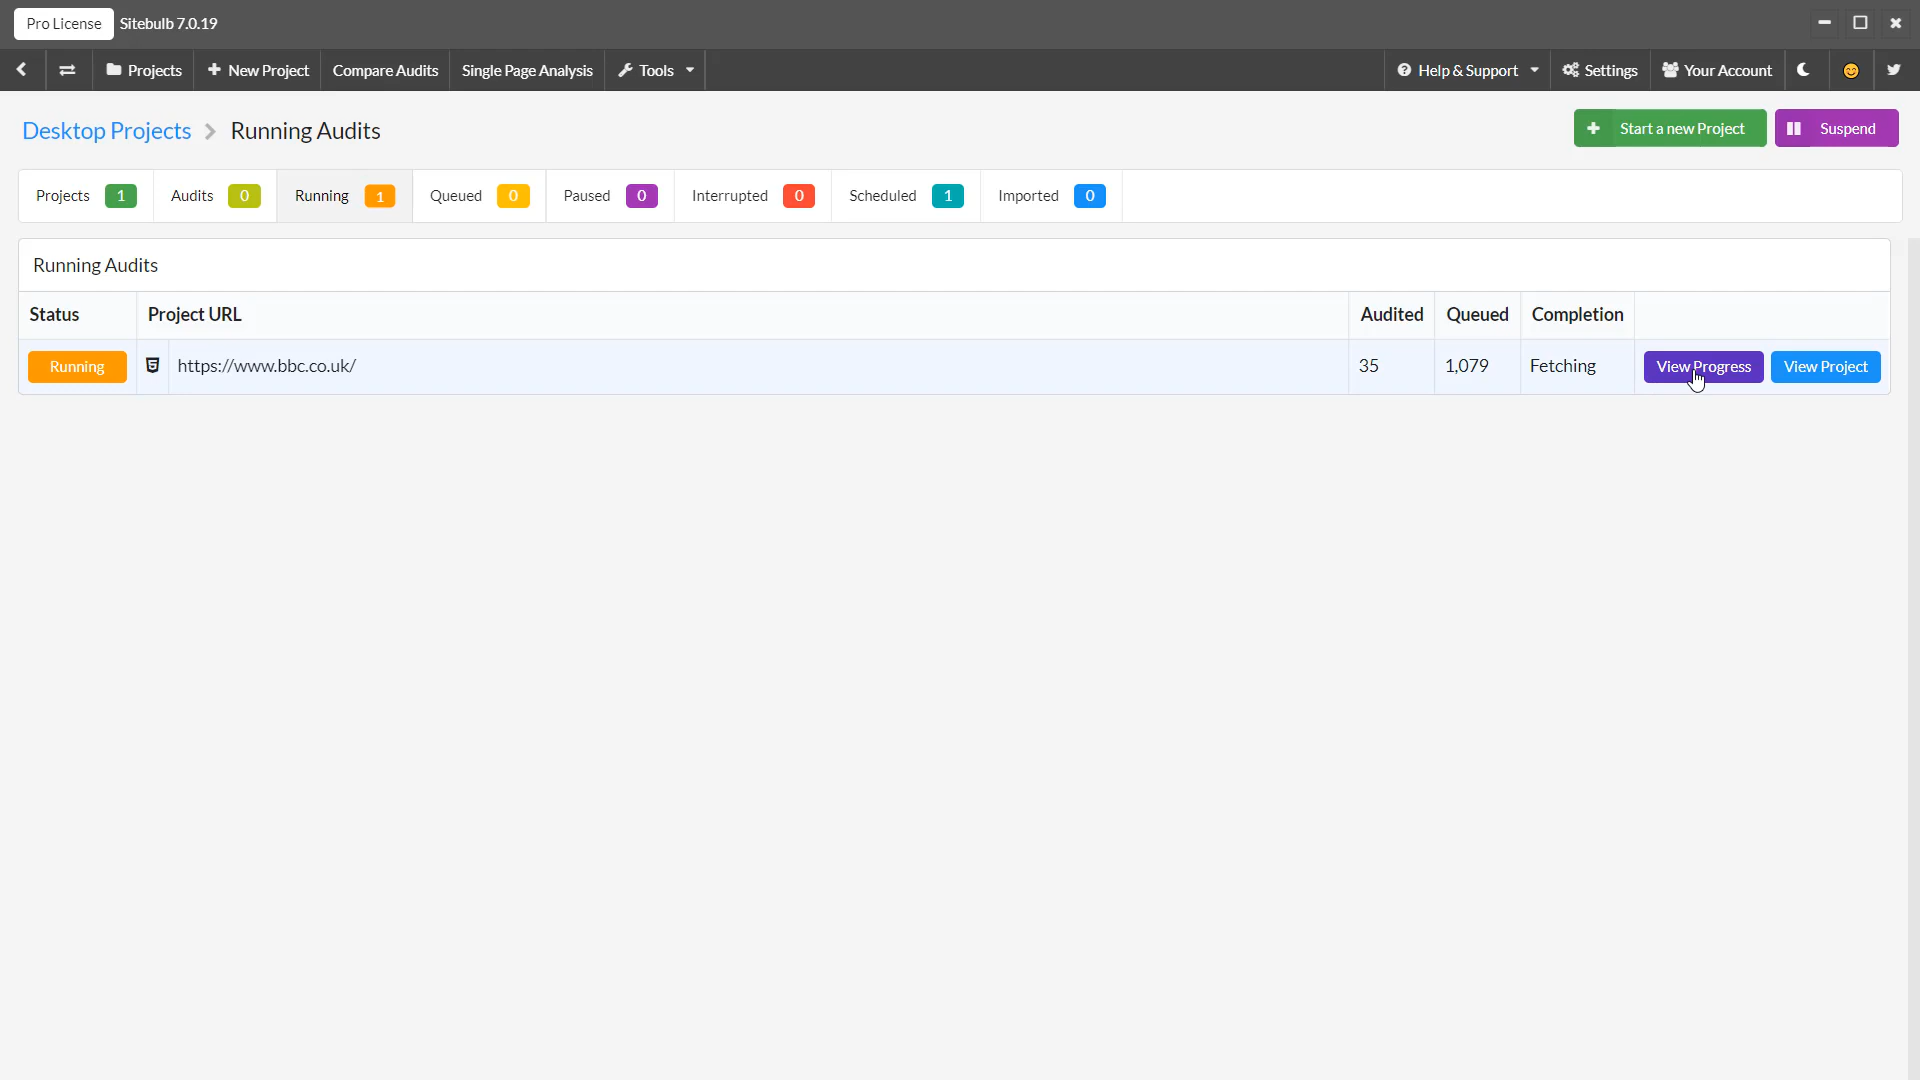 Pro License Sitebulb 7.0.19
Projects New Project Compare Audits Single Page Analysis Tools Help & Support Settings Your Account
Desktop Projects Running Audits Start a new Project Suspend
Projects 1 Audits 0 Running 1 Queued 0 Paused 0 Interrupted 0 Scheduled 1 Imported 0
Running Audits
Status Project URL Audited Queued Completion
Running https://www.bbc.co.uk/ 35 1,079 Fetching View Progress View Project